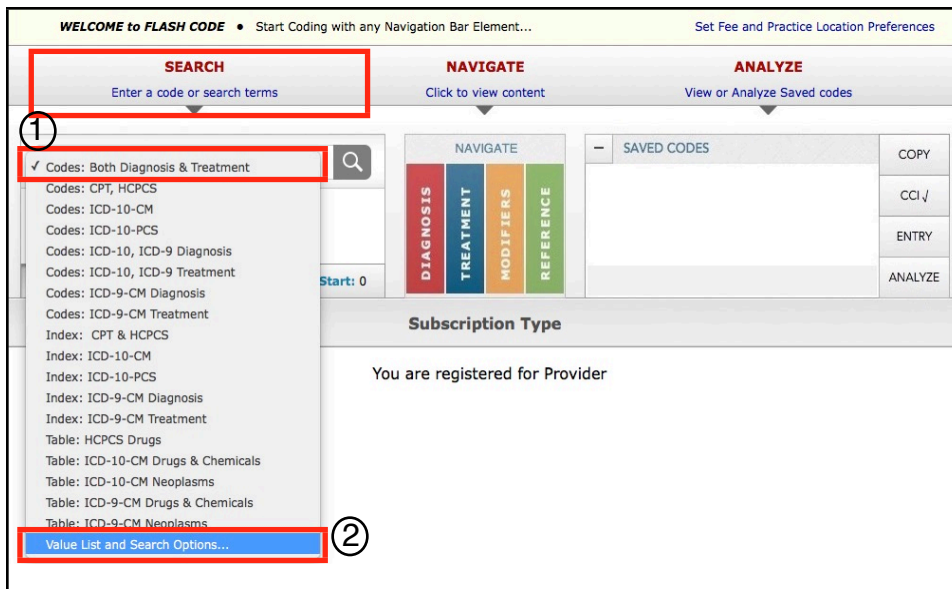 WELCOME to FLASH CODE • Start Coding with any Navigation Bar Element...
Set Fee and Practice Location Preferences
SEARCH
Enter a code or search terms
NAVIGATE
Click to view content
ANALYZE
View or Analyze Saved codes
①
✓ Codes: Both Diagnosis & Treatment
Codes: CPT, HCPCS
Codes: ICD-10-CM
Codes: ICD-10-PCS
Codes: ICD-10, ICD-9 Diagnosis
Codes: ICD-10, ICD-9 Treatment
Codes: ICD-9-CM Diagnosis
Codes: ICD-9-CM Treatment
Index: CPT & HCPCS
Index: ICD-10-CM
Index: ICD-10-PCS
Index: ICD-9-CM Diagnosis
Index: ICD-9-CM Treatment
Table: HCPCS Drugs
Table: ICD-10-CM Drugs & Chemicals
Table: ICD-10-CM Neoplasms
Table: ICD-9-CM Drugs & Chemicals
Table: ICD-9-CM Neoplasms
Value List and Search Options...
②
Start: 0
NAVIGATE
DIAGNOSIS
TREATMENT
MODIFIERS
REFERENCE
− SAVED CODES
COPY
CCI √
ENTRY
ANALYZE
Subscription Type
You are registered for Provider